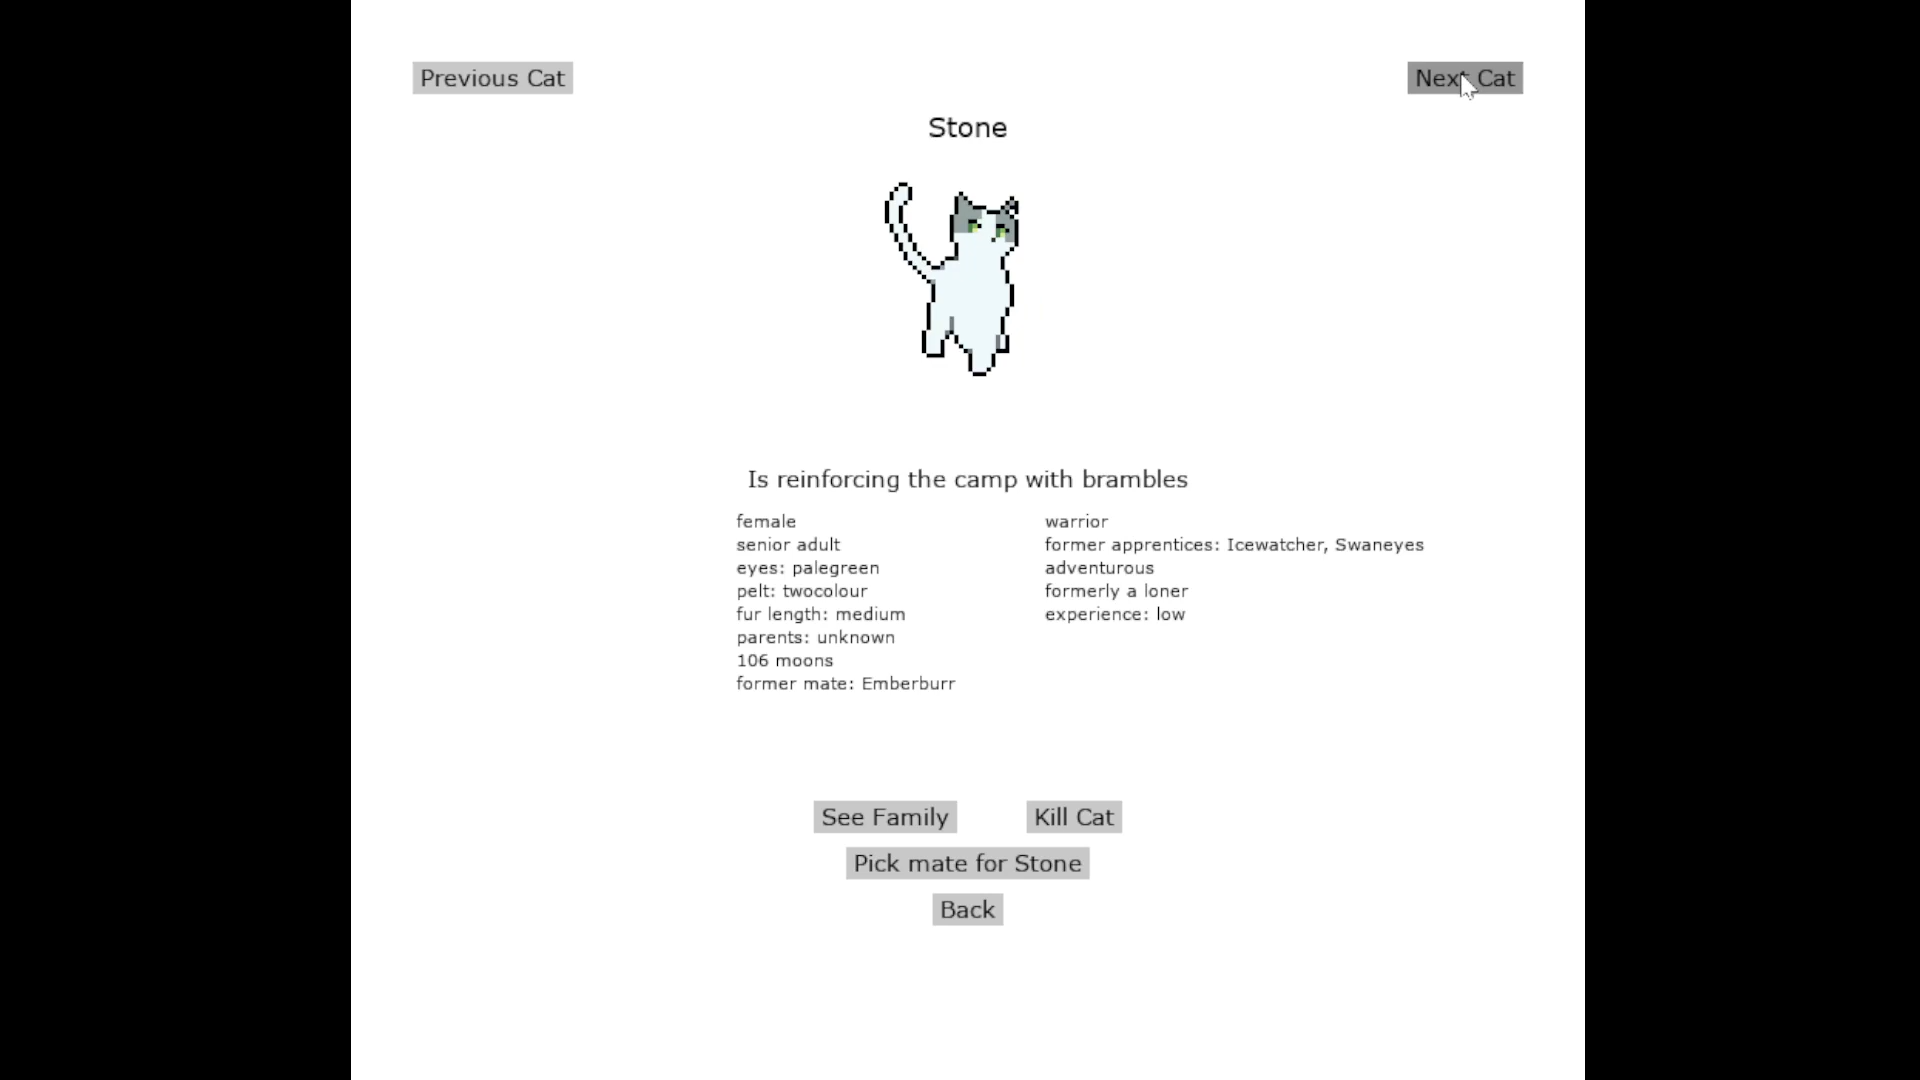 Previous Cat
Next Cat
Stone
Is reinforcing the camp with brambles
female
senior adult
eyes: palegreen
pelt: twocolour
fur length: medium
parents: unknown
106 moons
former mate: Emberburr
warrior
former apprentices: Icewatcher, Swaneyes
adventurous
formerly a loner
experience: low
See Family
Kill Cat
Pick mate for Stone
Back